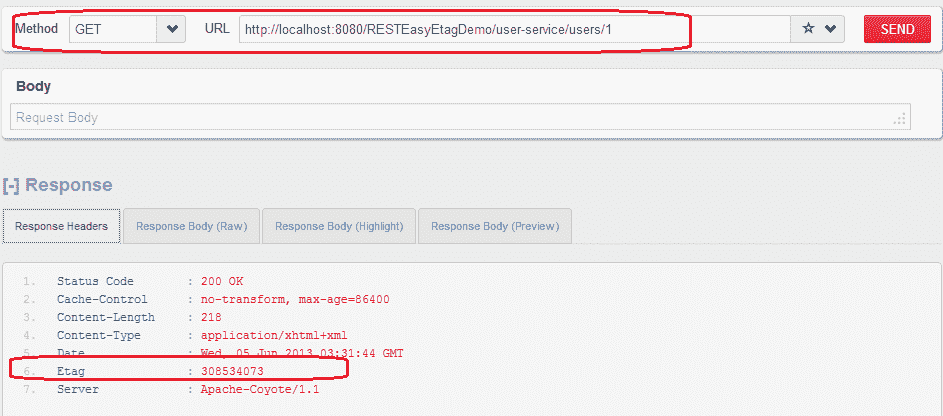 Method GET URL http://localhost:8080/RESTEasyEtagDemo/user-service/users/1 SEND
Body
Request Body
[-] Response
Response Headers Response Body (Raw) Response Body (Highlight) Response Body (Preview)
1. Status Code : 200 OK
2. Cache-Control : no-transform, max-age=86400
3. Content-Length : 218
4. Content-Type : application/xhtml+xml
5. Date : Wed, 05 Jun 2013 03:31:44 GMT
6. Etag : 308534073
7. Server : Apache-Coyote/1.1